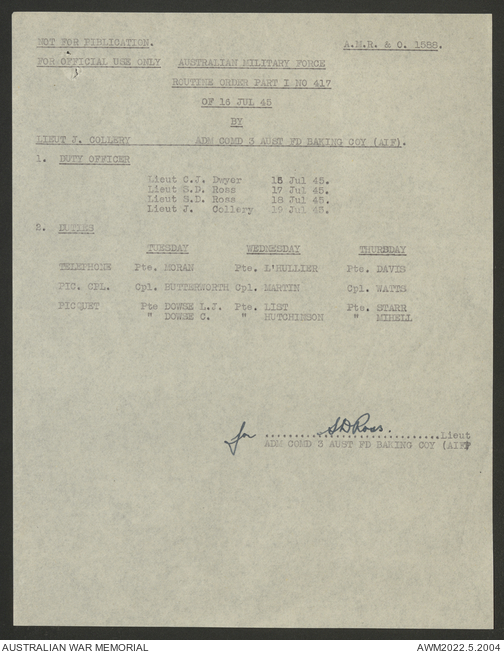 NOT FOR PIBLICATION. A.M.R. & O. 1588.
FOR OFFICIAL USE ONLY AUSTRALIAN MILITARY FORCE
ROUTINE ORDER PART I NO 417
OF 16 JUL 45
BY
LIEUT J. COLLERY ADM COMD 3 AUST FD BAKING COY (AIF).
1. DUTY OFFICER
Lieut C.J. Dwyer 16 Jul 45.
Lieut S.D. Ross 17 Jul 45.
Lieut S.D. Ross 18 Jul 45.
Lieut J. Collery 19 Jul 45.
2. DUTIES
TUESDAY WEDNESDAY THURSDAY
TELEPHONE Pte. MORAN Pte. L'HULLIER Pte. DAVIS
PIC. CPL. Cpl. BUTTERWORTH Cpl. MARTIN Cpl. WATTS
PICQUET Pte DOWSE L.J. Pte. LIST Pte. STARR
" DOWSE C. " HUTCHINSON " MIHELL
for SDRoss. Lieut
ADM COMD 3 AUST FD BAKING COY (AIF)
AUSTRALIAN WAR MEMORIAL AWM2022.5.2004